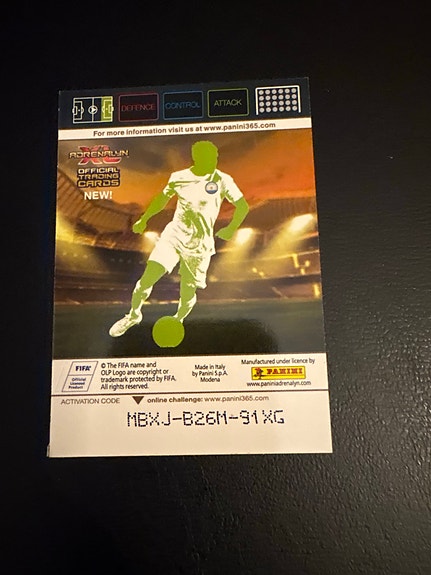 DEFENCE CONTROL ATTACK
For more information visit us at www.panini365.com
ADRENALYN
XL
OFFICIAL
TRADING
CARDS
NEW!
FIFA®
Official
Licensed
Product
© The FIFA name and
OLP Logo are copyright or
trademark protected by FIFA.
All rights reserved.
Made in Italy
by Panini S.p.A.
Modena
Manufactured under licence by
PANINI
www.paniniadrenalyn.com
ACTIVATION CODE online challenge: www.panini365.com
MBXJ-B26M-91XG